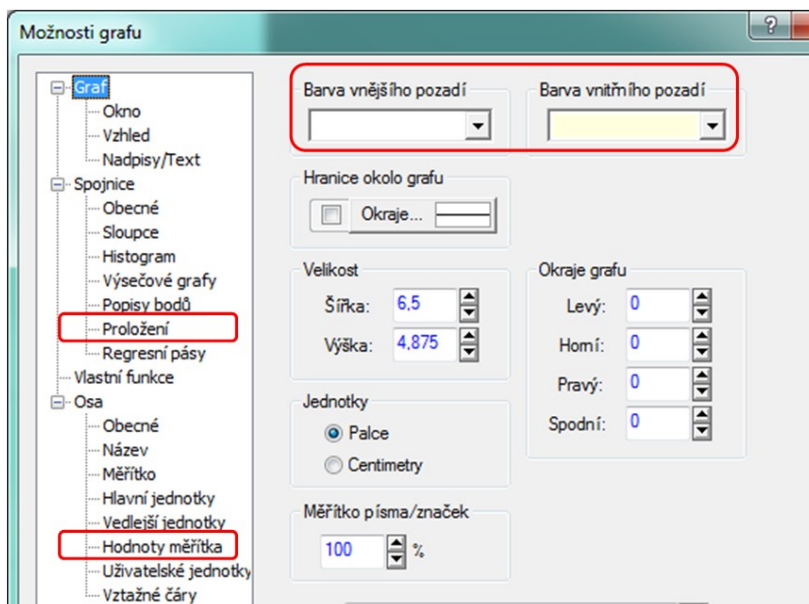 Možnosti grafu
Graf
Okno
Vzhled
Nadpisy/Text
Spojnice
Obecné
Sloupce
Histogram
Výsečové grafy
Popisy bodů
Proložení
Regresní pásy
Vlastní funkce
Osa
Obecné
Název
Měřítko
Hlavní jednotky
Vedlejší jednotky
Hodnoty měřítka
Uživatelské jednotky
Vztažné čáry
Barva vnějšího pozadí
Barva vnitřního pozadí
Hranice okolo grafu
Okraje...
Velikost
Šířka: 6,5
Výška: 4,875
Okraje grafu
Levý: 0
Horní: 0
Pravý: 0
Spodní: 0
Jednotky
Palce
Centimetry
Měřítko písma/značek
100 %